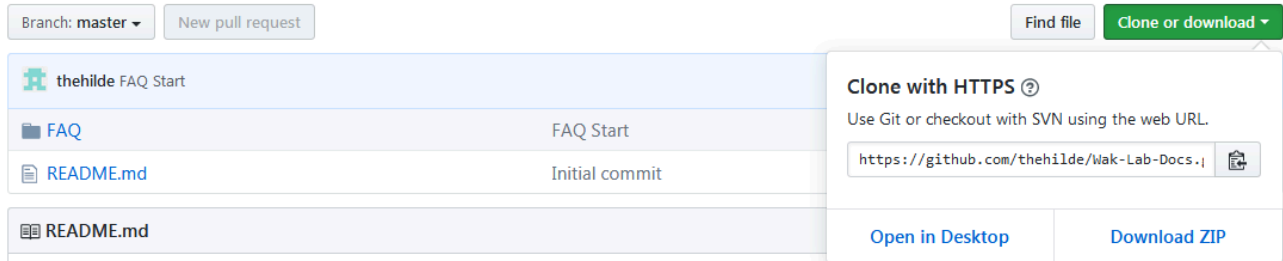 Branch: master
New pull request
Find file
Clone or download
thehilde FAQ Start
FAQ
FAQ Start
README.md
Initial commit
README.md
Clone with HTTPS
Use Git or checkout with SVN using the web URL.
https://github.com/thehilde/Wak-Lab-Docs.
Open in Desktop
Download ZIP